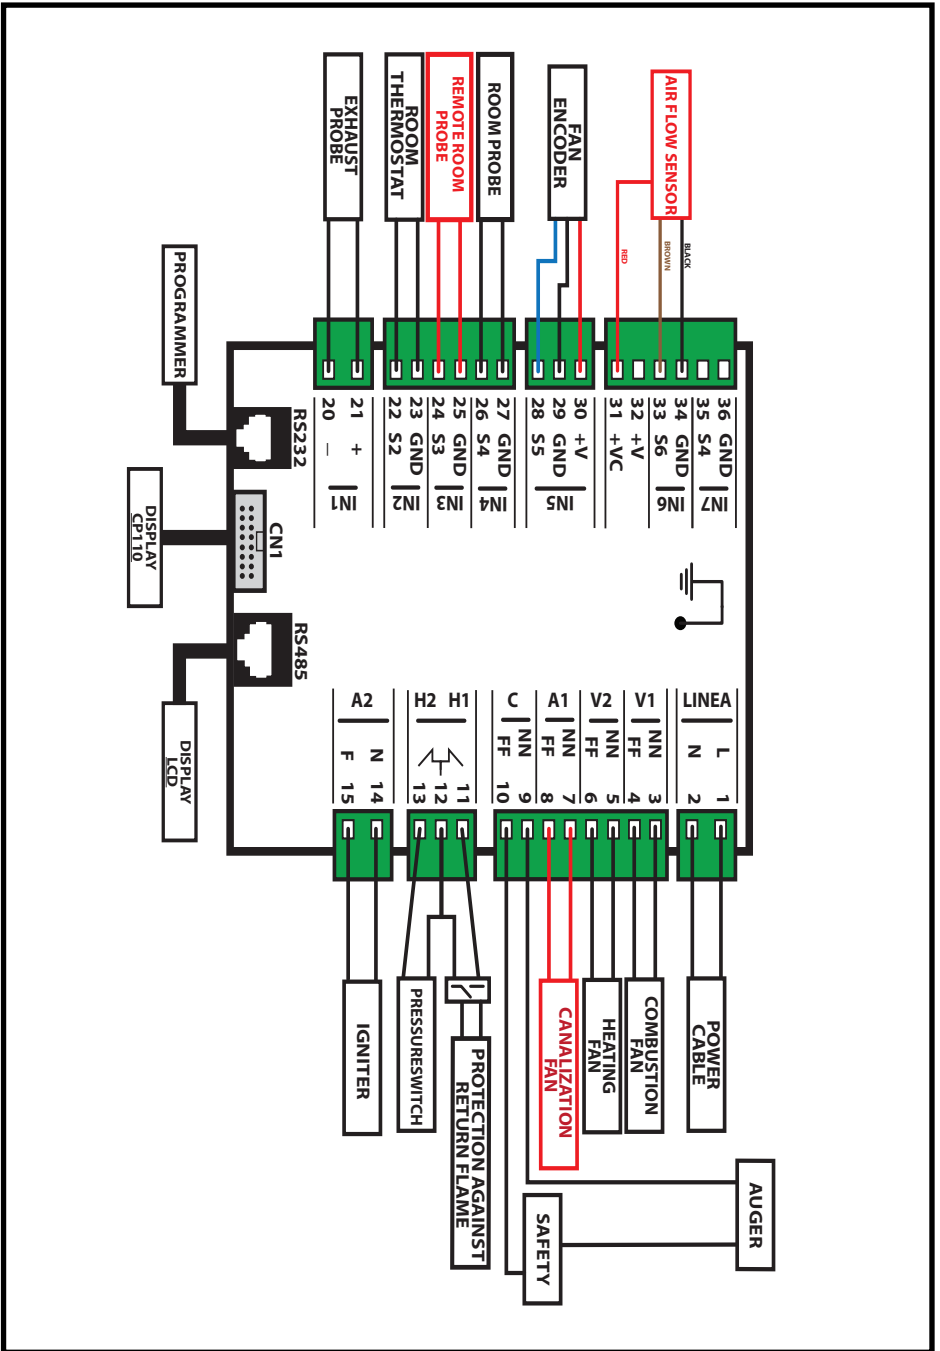 EXHAUST
PROBE
ROOM
THERMOSTAT
REMOTE ROOM
PROBE
ROOM PROBE
FAN
ENCODER
AIR FLOW SENSOR
RED
BROWN
BLACK
PROGRAMMER
RS232
DISPLAY
CP110
CN1
DISPLAY
LCD
RS485
20 –
21 +
IN1
22 S2
23 GND
IN2
24 S3
25 GND
IN3
26 S4
27 GND
IN4
28 S5
29 GND
30 +V
IN5
31 +VC
32 +V
33 S6
34 GND
IN6
35 S4
36 GND
IN7
A2
F 15
N 14
H2 H1
13
12
11
C
FF 10
NN 9
A1
FF 8
NN 7
V2
FF 6
NN 5
V1
FF 4
NN 3
LINEA
N 2
L 1
IGNITER
PRESSURESWITCH
PROTECTION AGAINST
RETURN FLAME
CANALIZATION
FAN
HEATING
FAN
COMBUSTION
FAN
POWER
CABLE
SAFETY
AUGER